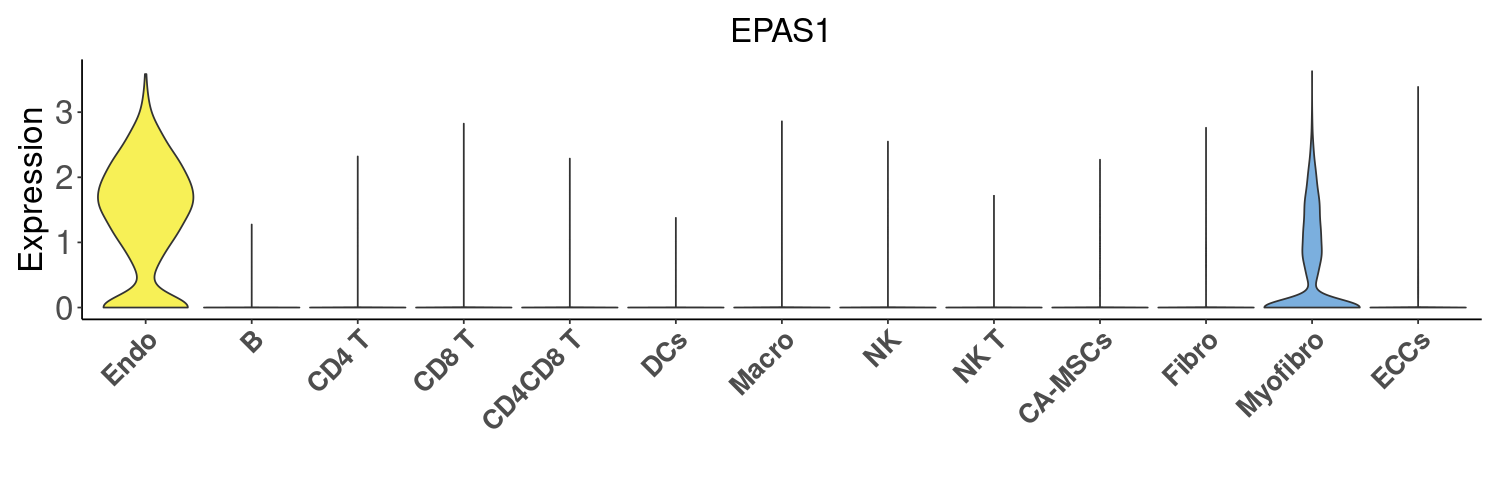 EPAS1
Expression
3
2
1
0
Endo
B
CD4 T
CD8 T
CD4CD8 T
DCs
Macro
NK
NK T
CA-MSCs
Fibro
Myofibro
ECCs